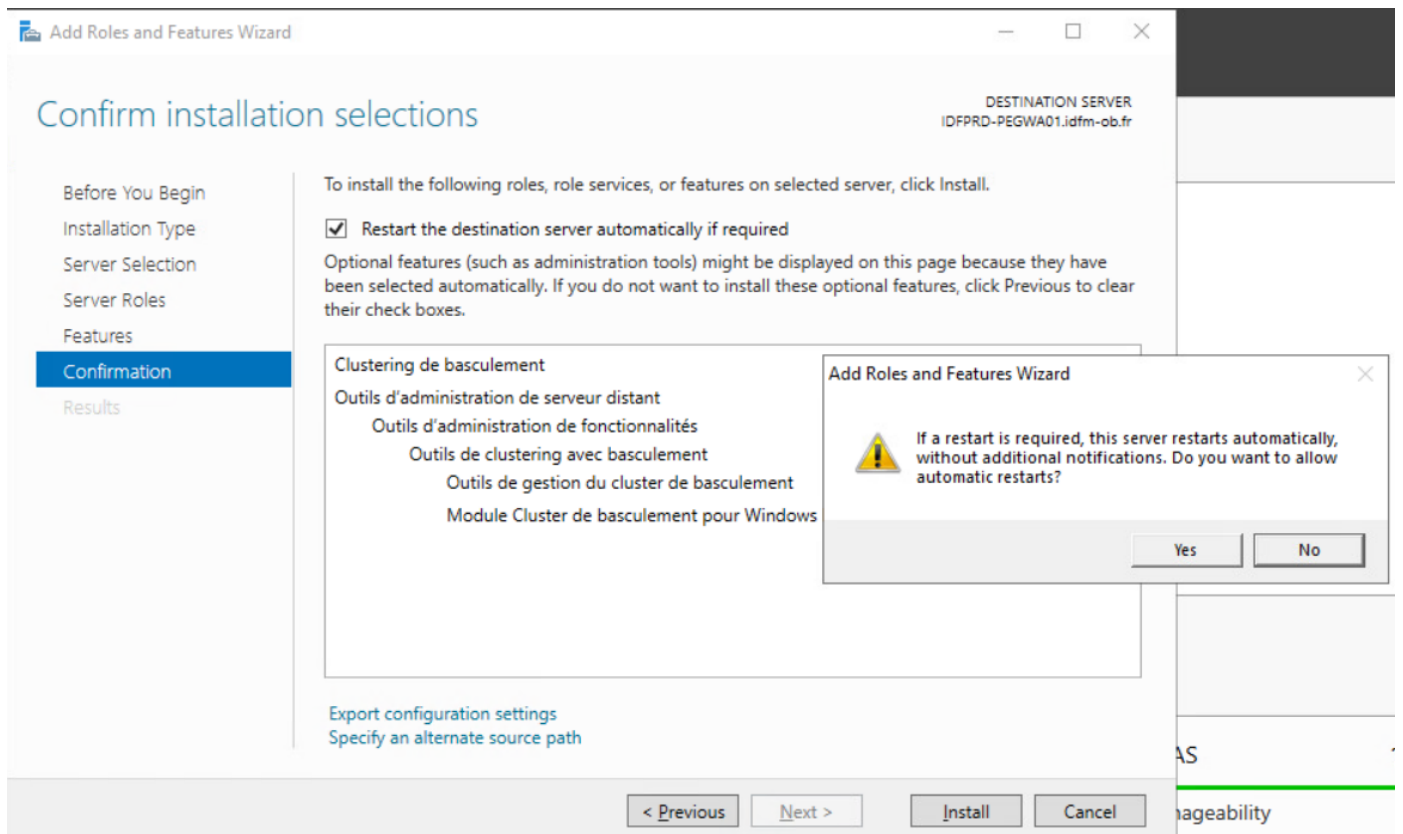 Add Roles and Features Wizard
Confirm installation selections
DESTINATION SERVER
IDFPRD-PEGWA01.idfm-ob.fr
Before You Begin
Installation Type
Server Selection
Server Roles
Features
Confirmation
Results
To install the following roles, role services, or features on selected server, click Install.
Restart the destination server automatically if required
Optional features (such as administration tools) might be displayed on this page because they have
been selected automatically. If you do not want to install these optional features, click Previous to clear
their check boxes.
Clustering de basculement
Outils d'administration de serveur distant
Outils d'administration de fonctionnalités
Outils de clustering avec basculement
Outils de gestion du cluster de basculement
Module Cluster de basculement pour Windows
Add Roles and Features Wizard
If a restart is required, this server restarts automatically,
without additional notifications. Do you want to allow
automatic restarts?
Yes
No
Export configuration settings
Specify an alternate source path
< Previous
Next >
Install
Cancel
AS
nageability